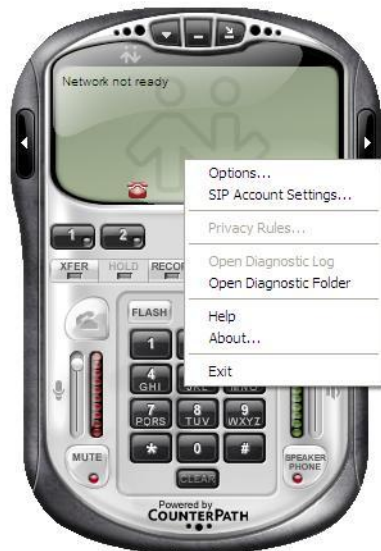 Network not ready
Options...
SIP Account Settings...
Privacy Rules...
Open Diagnostic Log
Open Diagnostic Folder
Help
About...
Exit
1 2
XFER HOLD RECOR
FLASH
1
4
GHI
7 8 9
PQRS TUV WXYZ
* 0 #
MUTE
SPEAKER
PHONE
CLEAR
Powered by
COUNTERPATH